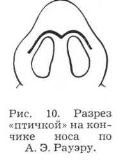 Рис. 10. Разрез
«птичкой» на кон-
чике носа по
А. Э. Рауэру.